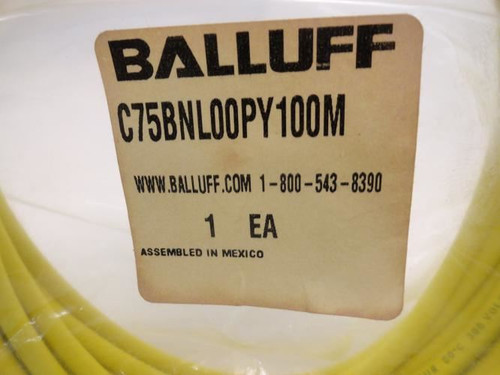 BALLUFF
C75BNL00PY100M
WWW.BALLUFF.COM 1-800-543-8390
1 EA
ASSEMBLED IN MEXICO